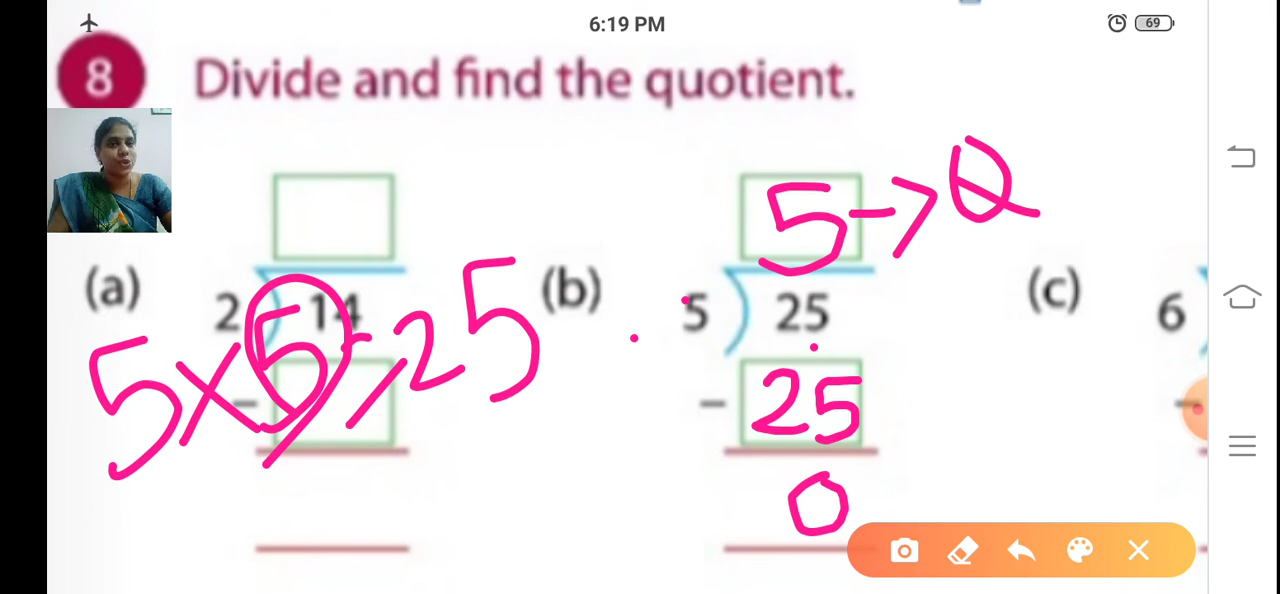 6:19 PM 69
8 Divide and find the quotient.
5 -> Q
(a) 2 14 (b) 5 25 (c) 6
5 x 5 = 25
- - 25 -
0